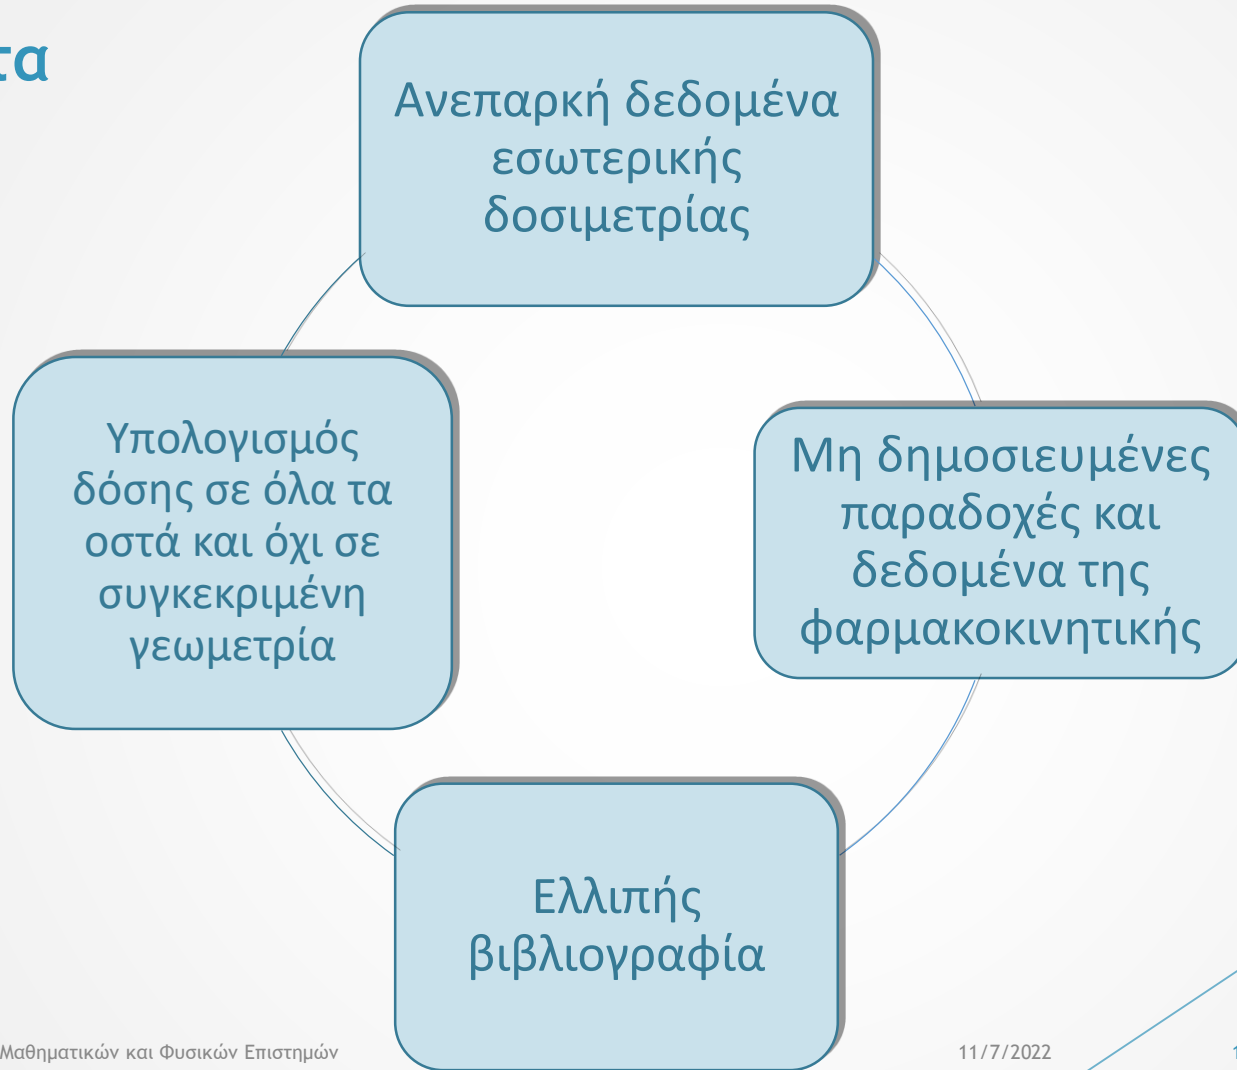 τα
Ανεπαρκή δεδομένα
εσωτερικής
δοσιμετρίας
Μη δημοσιευμένες
παραδοχές και
δεδομένα της
φαρμακοκινητικής
Ελλιπής
βιβλιογραφία
Υπολογισμός
δόσης σε όλα τα
οστά και όχι σε
συγκεκριμένη
γεωμετρία
Μαθηματικών και Φυσικών Επιστημών
11/7/2022
1